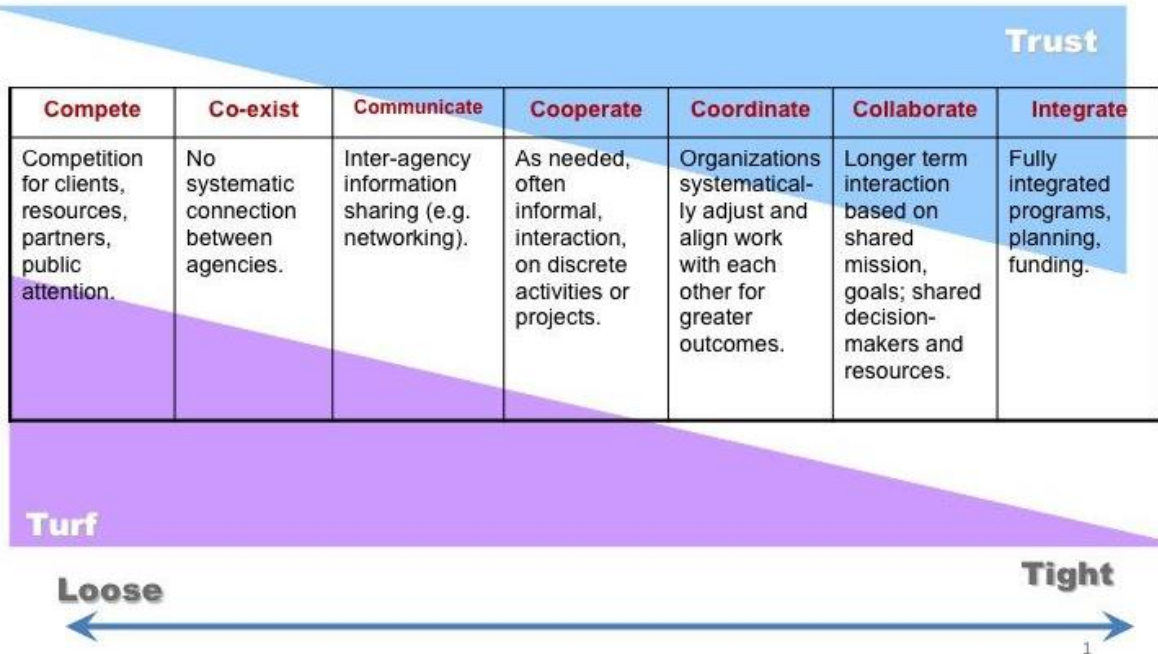 Trust
Compete
Co-exist
Communicate
Cooperate
Coordinate
Collaborate
Integrate
Competition
for clients,
resources,
partners,
public
attention.
No
systematic
connection
between
agencies.
Inter-agency
information
sharing (e.g.
networking).
As needed,
often
informal,
interaction,
on discrete
activities or
projects.
Organizations
systematical-
ly adjust and
align work
with each
other for
greater
outcomes.
Longer term
interaction
based on
shared
mission,
goals; shared
decision-
makers and
resources.
Fully
integrated
programs,
planning,
funding.
Turf
Loose
Tight
1